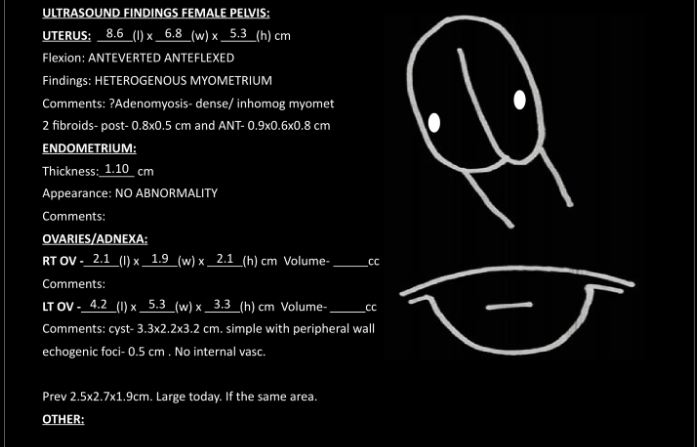 ULTRASOUND FINDINGS FEMALE PELVIS:
UTERUS: 8.6 (l) x 6.8 (w) x 5.3 (h) cm
Flexion: ANTEVERTED ANTEFLEXED
Findings: HETEROGENOUS MYOMETRIUM
Comments: ?Adenomyosis- dense/ inhomog myomet
2 fibroids- post- 0.8x0.5 cm and ANT- 0.9x0.6x0.8 cm
ENDOMETRIUM:
Thickness: 1.10 cm
Appearance: NO ABNORMALITY
Comments:
OVARIES/ADNEXA:
RT OV - 2.1 (l) x 1.9 (w) x 2.1 (h) cm Volume-______cc
Comments:
LT OV - 4.2 (l) x 5.3 (w) x 3.3 (h) cm Volume-______cc
Comments: cyst- 3.3x2.2x3.2 cm. simple with peripheral wall
echogenic foci- 0.5 cm . No internal vasc.
Prev 2.5x2.7x1.9cm. Large today. If the same area.
OTHER: